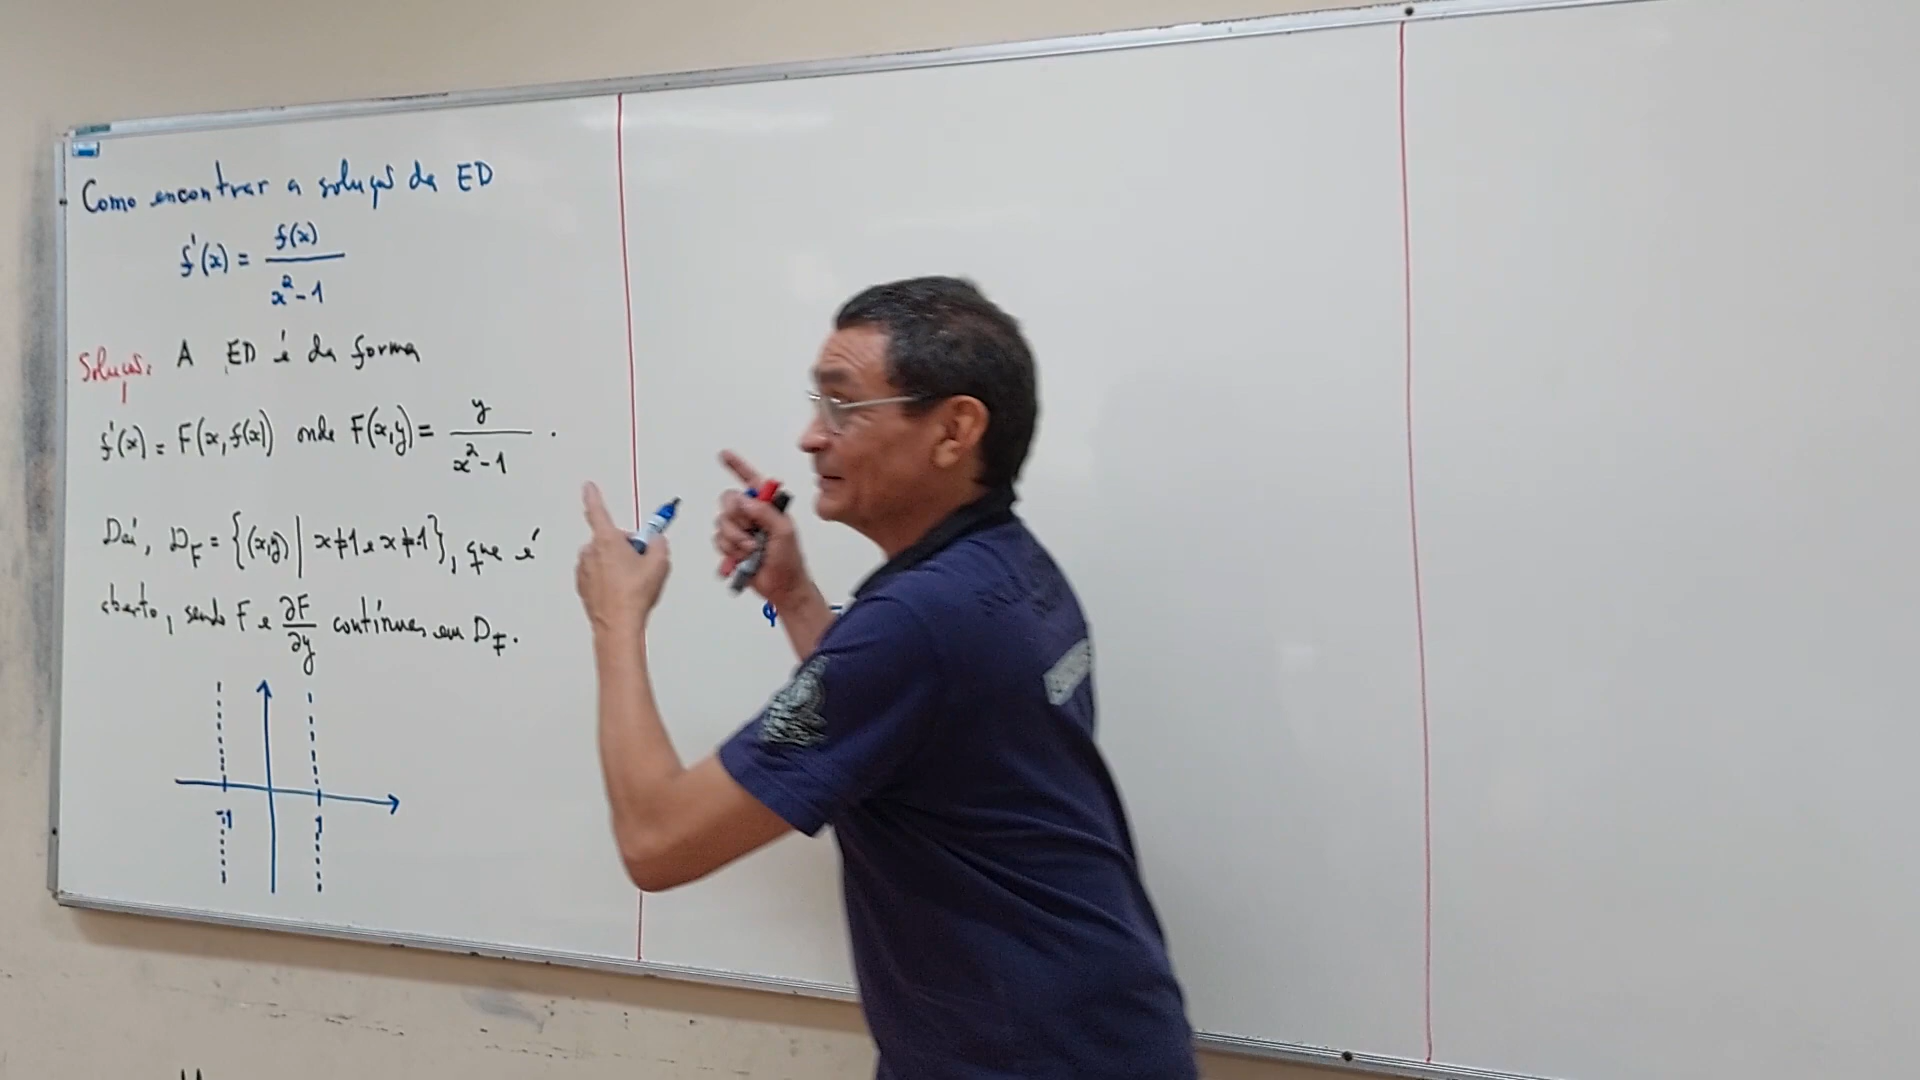 Como encontrar a solução da ED
f'(x) = f(x) / x² - 1
Solução. A ED é da forma
f'(x) = F(x, f(x)) onde F(x,y) = y / x² - 1 .
Daí, D_F = {(x,y) | x≠1 e x≠-1}, que é
aberto, sendo F e ∂F/∂y contínuas em D_F.
-1 1